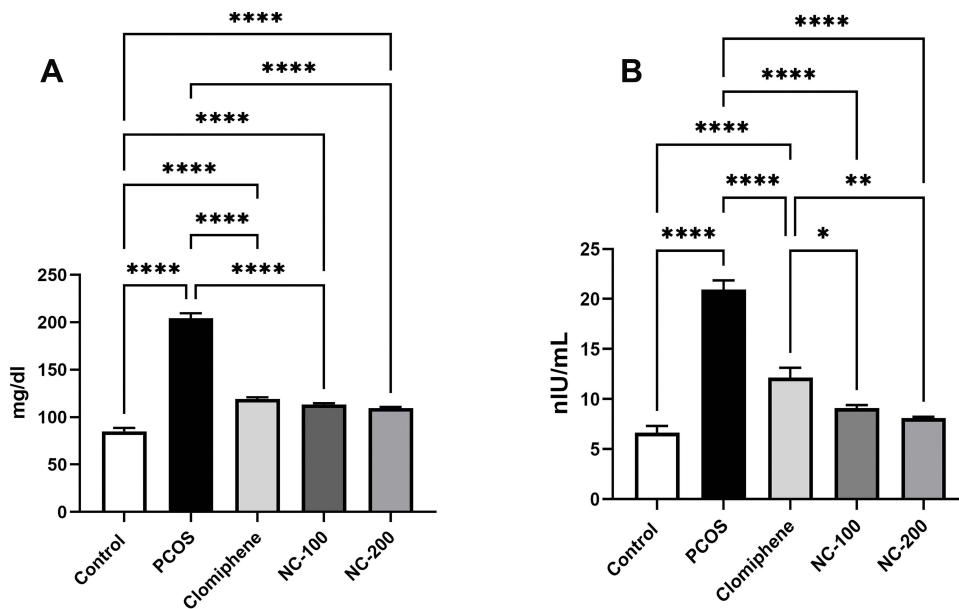 A
****
****
****
****
****
****
****
250
200
150
100
50
0
mg/dl
Control
PCOS
Clomiphene
NC-100
NC-200
B
****
****
****
****
**
****
*
25
20
15
10
5
0
nIU/mL
Control
PCOS
Clomiphene
NC-100
NC-200